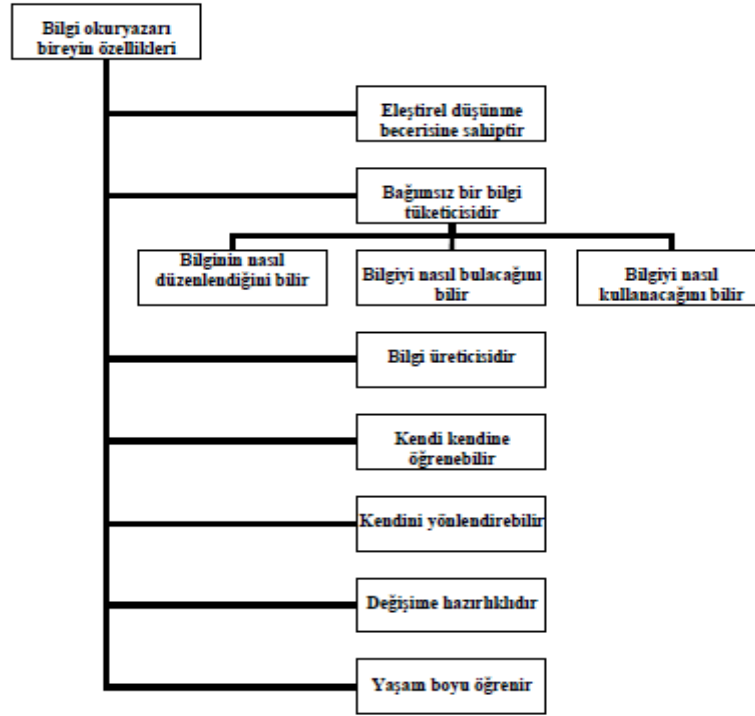 Bilgi okuryazarı
bireyin özellikleri
Eleştirel düşünme
becerisine sahiptir
Bağımsız bir bilgi
tüketicisidir
Bilginin nasıl
düzenlendiğini bilir
Bilgiyi nasıl bulacağını
bilir
Bilgiyi nasıl
kullanacağını bilir
Bilgi üreticisidir
Kendi kendine
öğrenebilir
Kendini yönlendirebilir
Değişime hazırlıklıdır
Yaşam boyu öğrenir